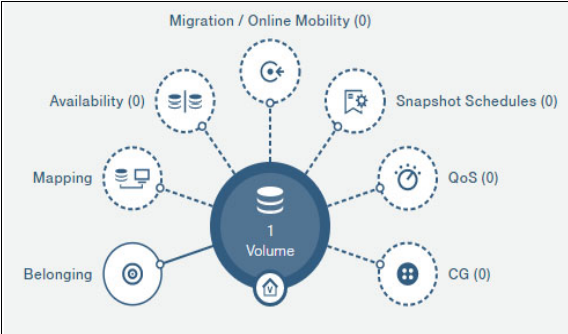 Migration / Online Mobility (0)
Availability (0)
Snapshot Schedules (0)
Mapping
QoS (0)
1
Volume
Belonging
CG (0)
V